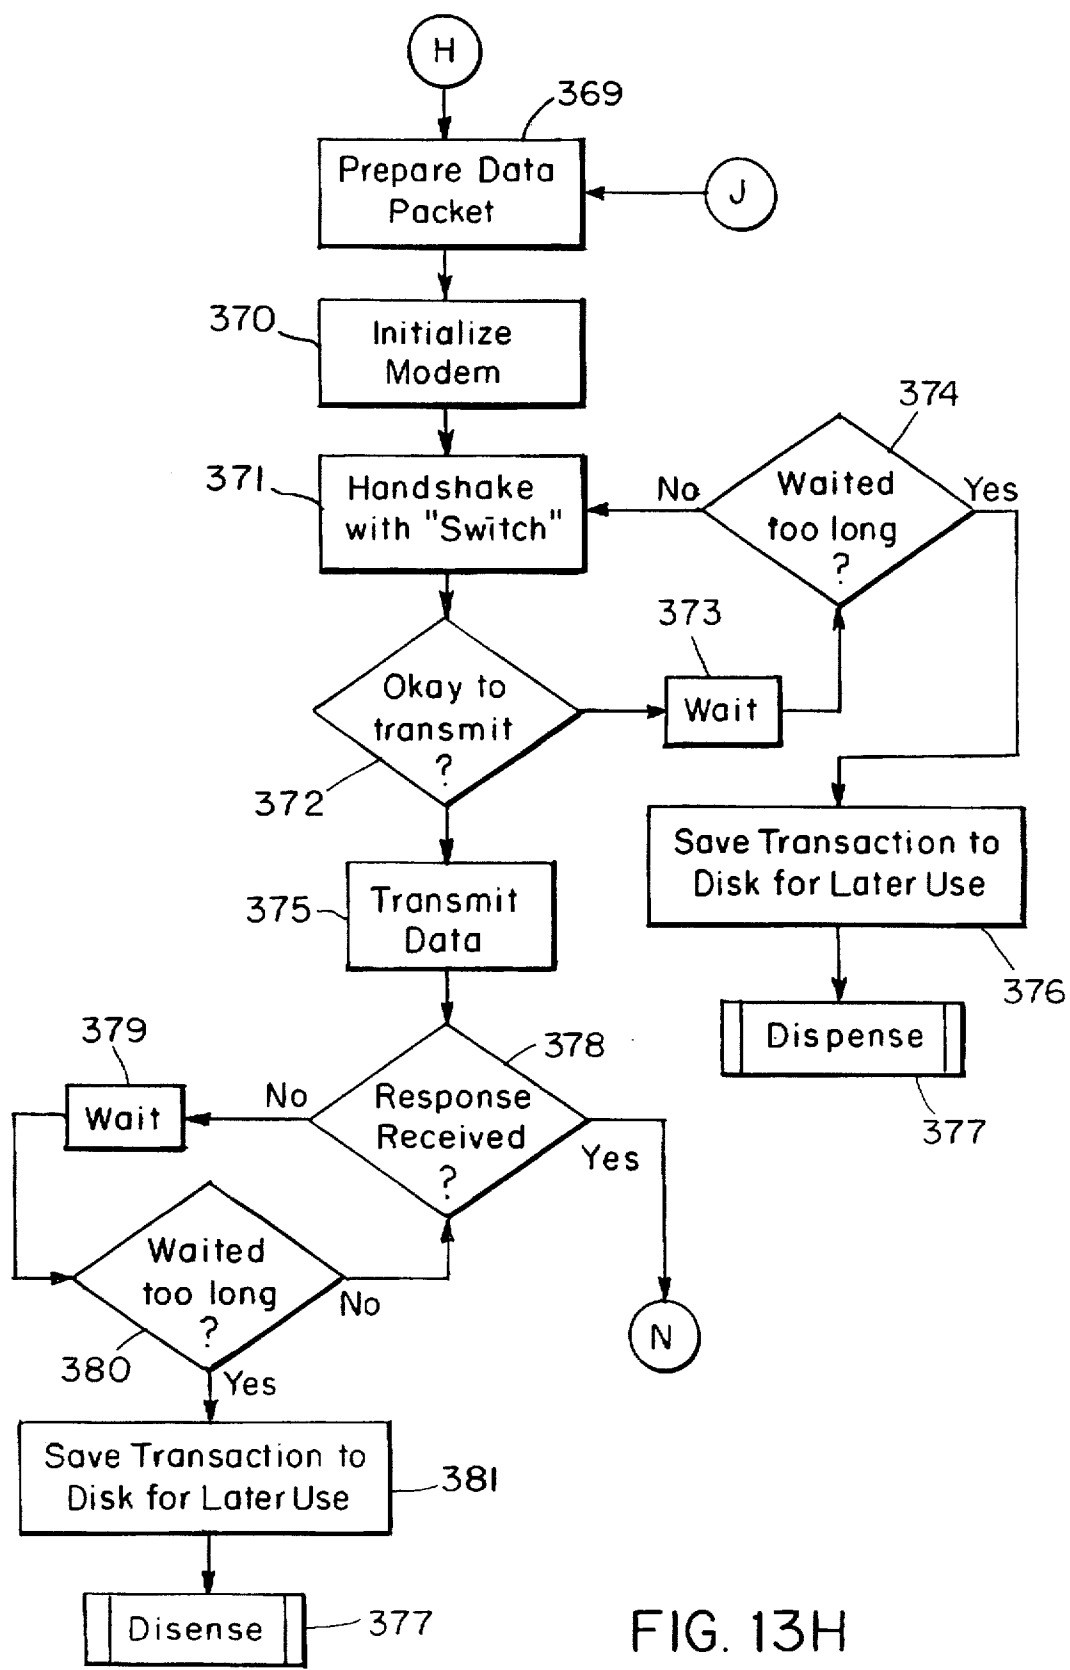 H
369
Prepare Data
Packet
J
370
Initialize
Modem
374
371
Handshake
with "Switch"
No
Waited
too long
?
Yes
373
Okay to
transmit
?
Wait
372
Save Transaction to
Disk for Later Use
375
Transmit
Data
376
379
378
Dispense
No
Wait
Response
Received
?
Yes
377
Waited
too long
?
No
N
380
Yes
Save Transaction to
Disk for Later Use
381
Disense
377
FIG. 13H